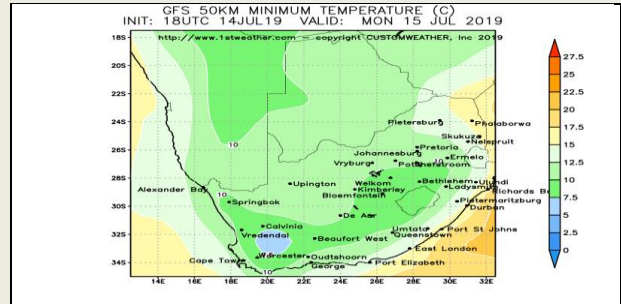 GFS 50KM MINIMUM TEMPERATURE (C)
INIT: 18UTC 14JUL19 VALID: MON 15 JUL 2019
http://www.1stweather.com copyright CUSTOMWEATHER, Inc 2019
18S
20S
22S
24S
26S
28S
30S
32S
34S
14E 16E 18E 20E 22E 24E 26E 28E 30E 32E
Pietersburg
Phalaborwa
Skukuza
Nelspruit
Pretoria
Johannesburg
Ermelo
Vryburg
Potchefstroom
Welkom
Bethlehem
Ulundi
Alexander Bay
Upington
Kimberley
Ladysmith
Richards B
Bloemfontein
Springbok
Pietermaritzburg
Durban
De Aar
Calvinia
Vredendal
Umtata
Port St Johns
Beaufort West
Queenstown
East London
Worcester
Oudtshoorn
Cape Town
George
Port Elizabeth
10
10
10
10
27.5
25
22.5
20
17.5
15
12.5
10
7.5
5
2.5
0